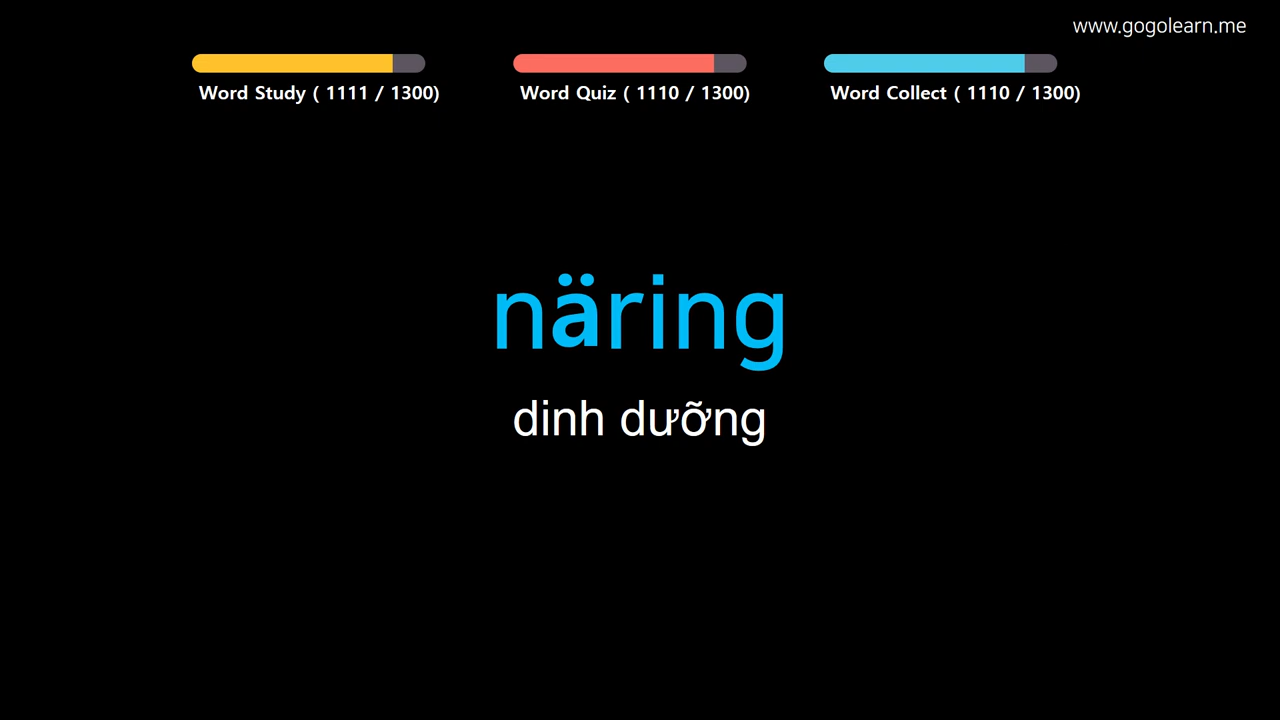 www.gogolearn.me
Word Study ( 1111 / 1300)
Word Quiz ( 1110 / 1300)
Word Collect ( 1110 / 1300)
näring
dinh dưỡng